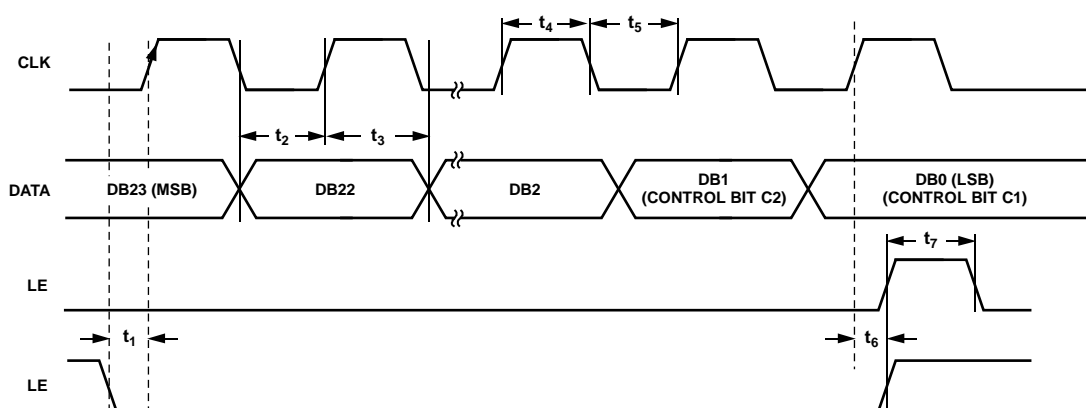 t4
t5
CLK
t2
t3
DATA
DB23 (MSB)
DB22
DB2
DB1
(CONTROL BIT C2)
DB0 (LSB)
(CONTROL BIT C1)
t7
LE
t1
t6
LE